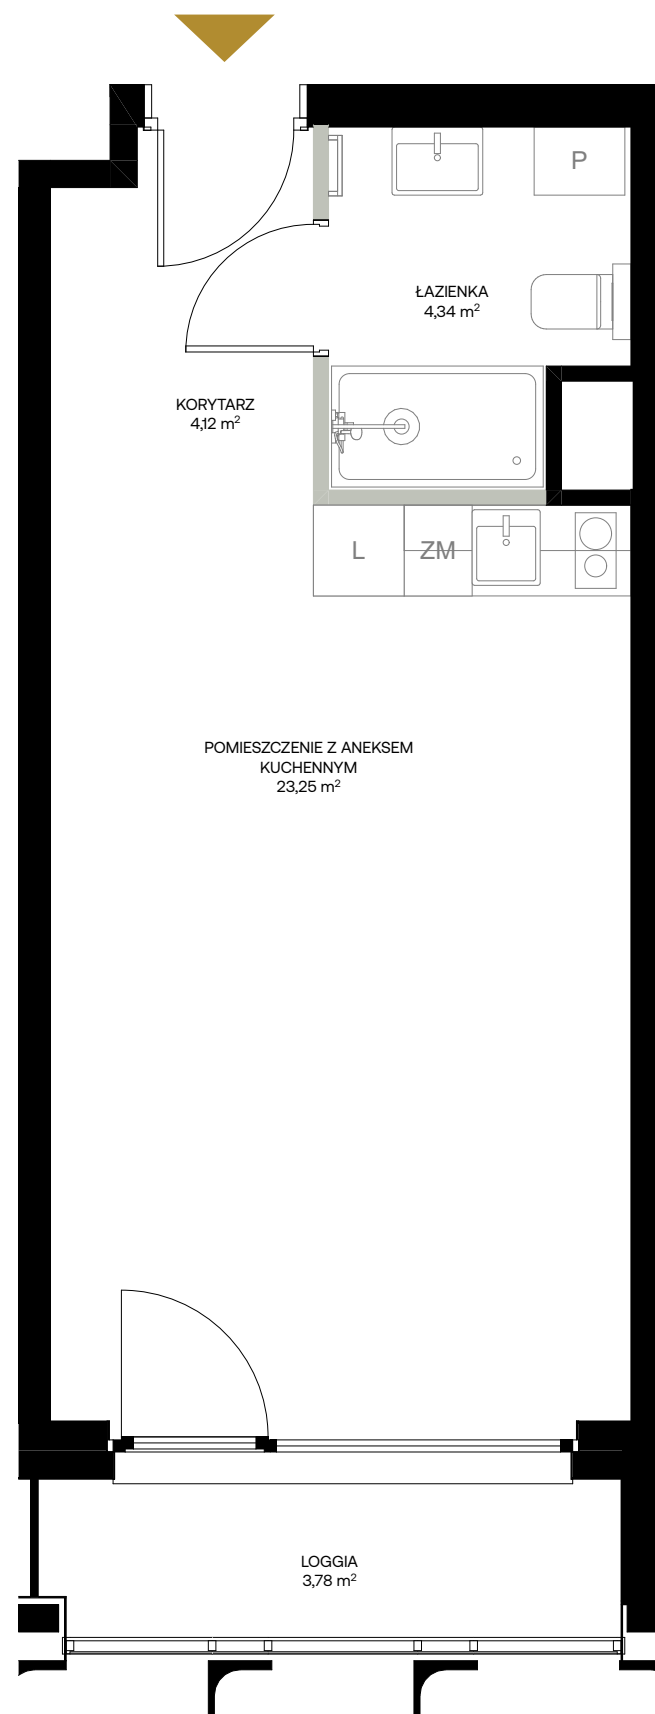 P
ŁAZIENKA
4,34 m²
KORYTARZ
4,12 m²
L
ZM
POMIESZCZENIE Z ANEKSEM
KUCHENNYM
23,25 m²
LOGGIA
3,78 m²